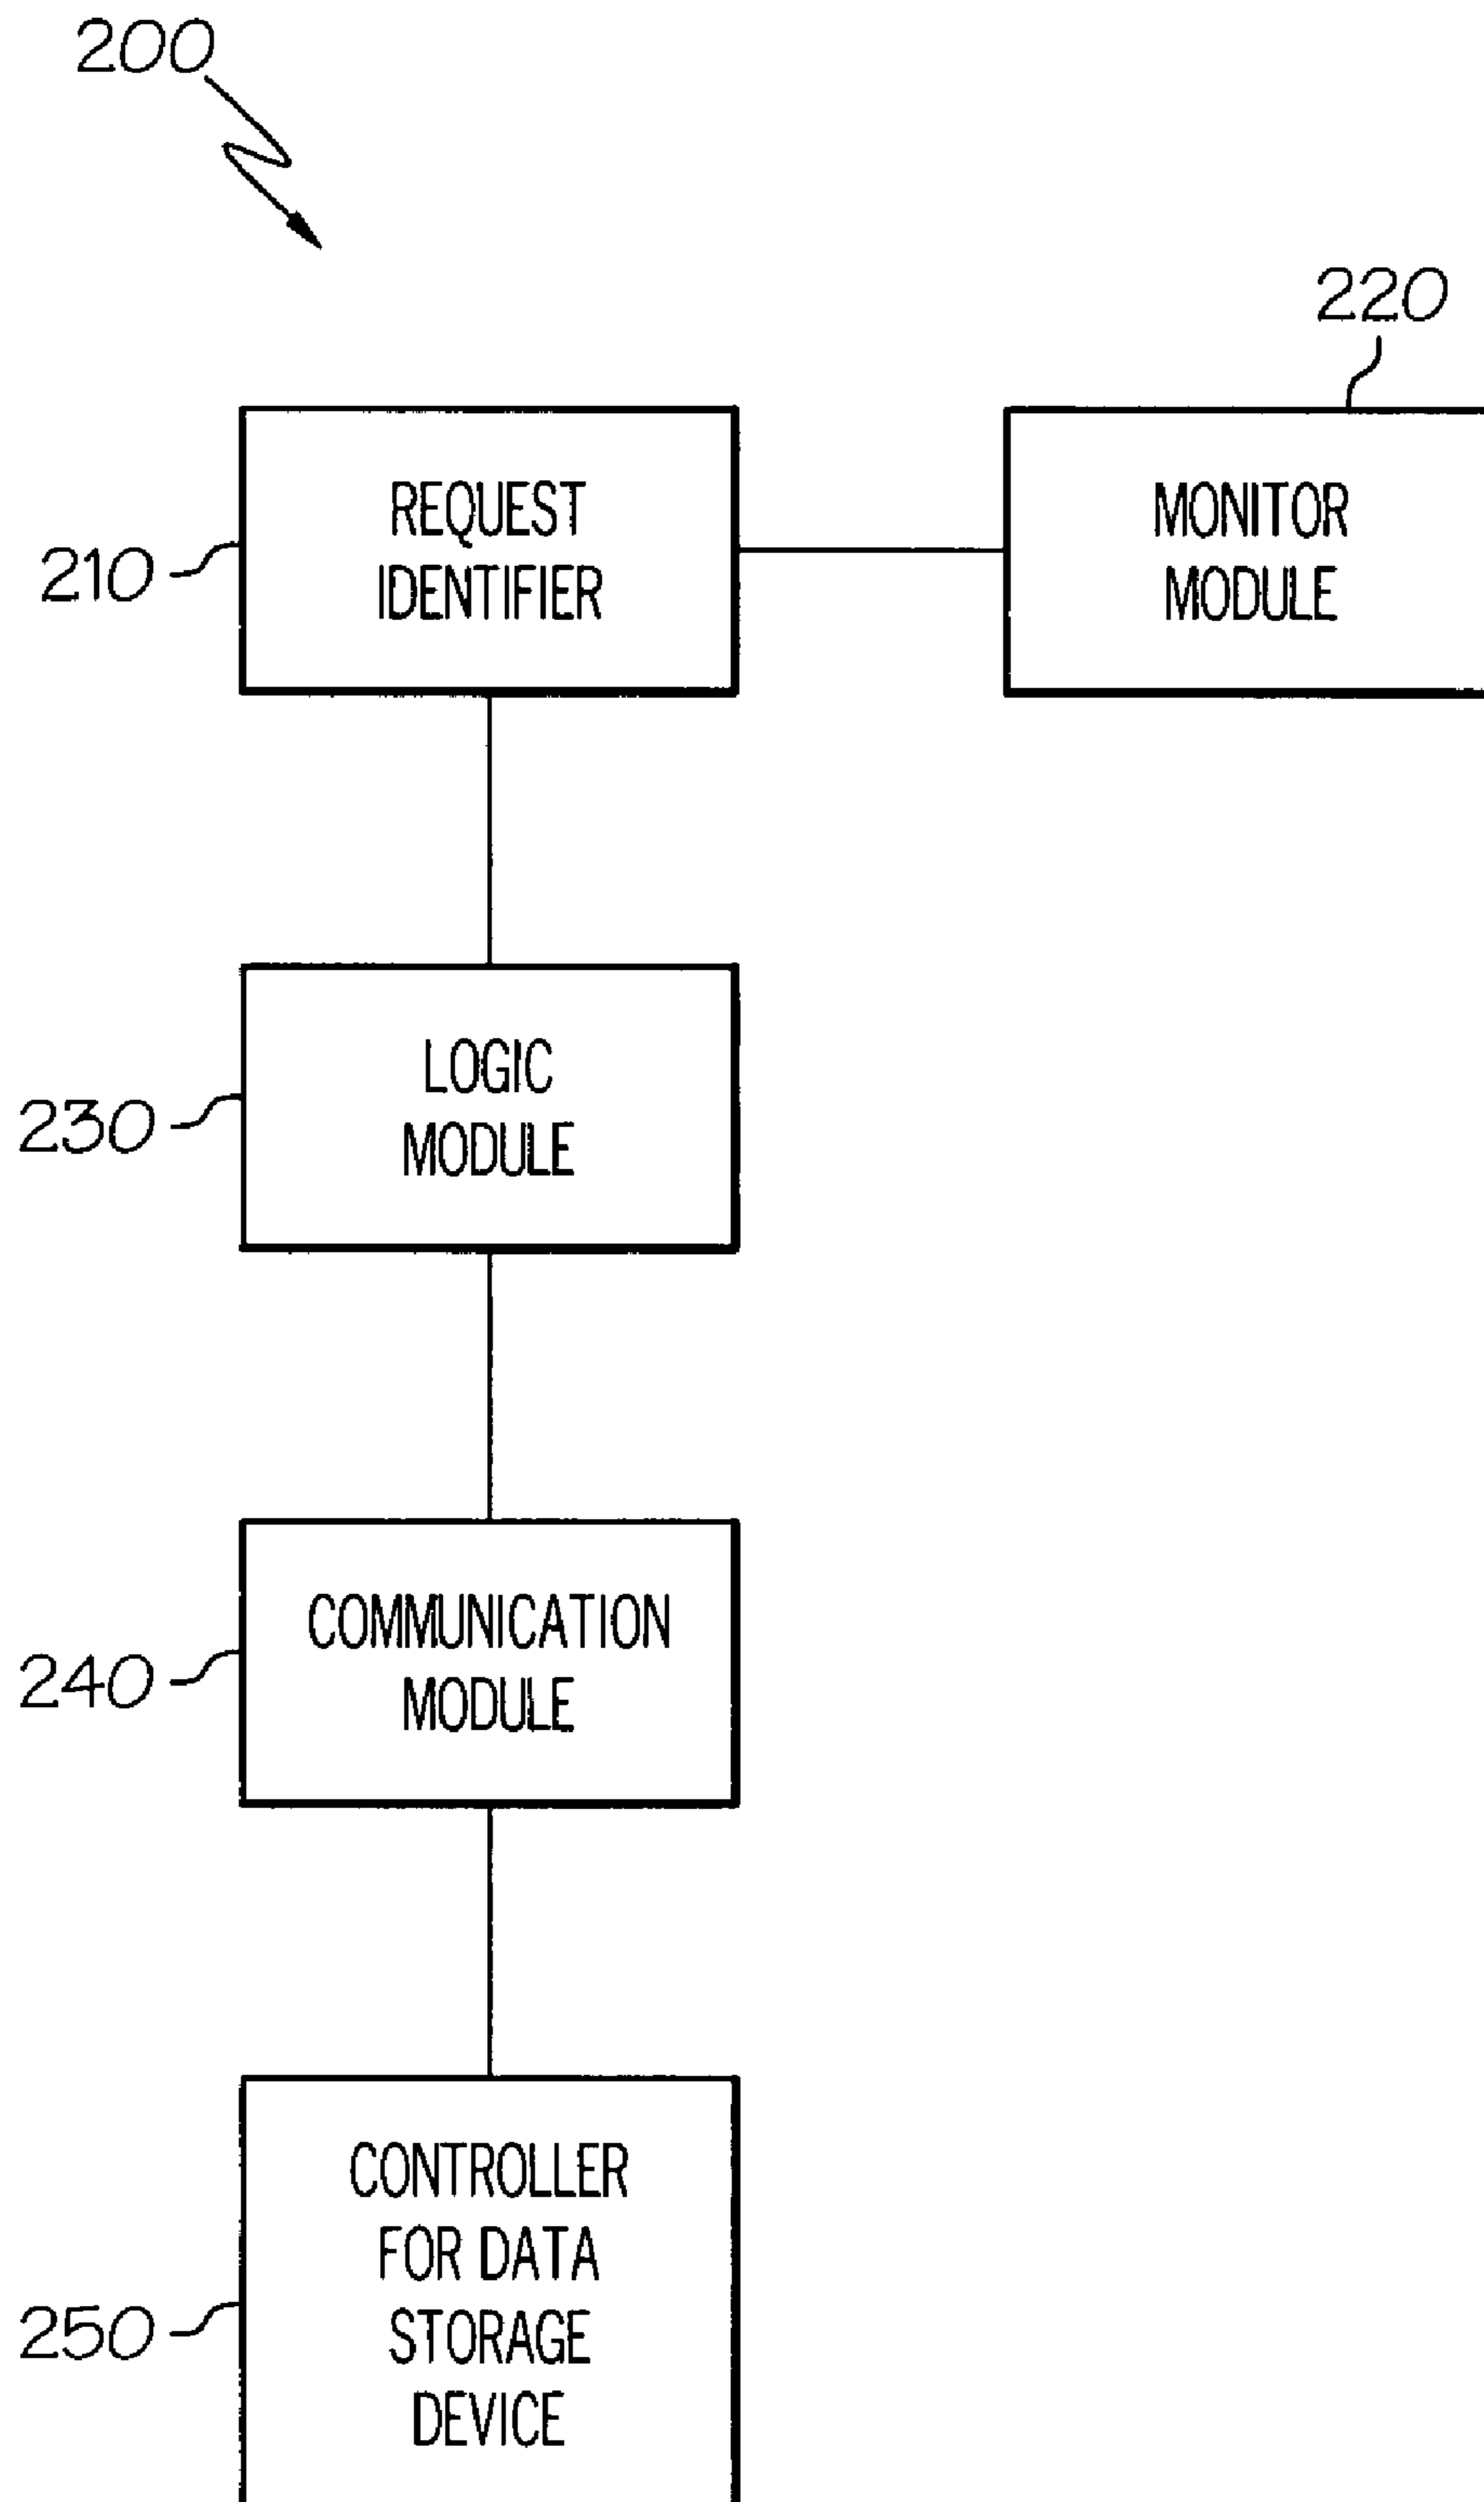 200
220
REQUEST
IDENTIFIER
MONITOR
MODULE
210
LOGIC
MODULE
230
COMMUNICATION
MODULE
240
CONTROLLER
FOR DATA
STORAGE
DEVICE
250